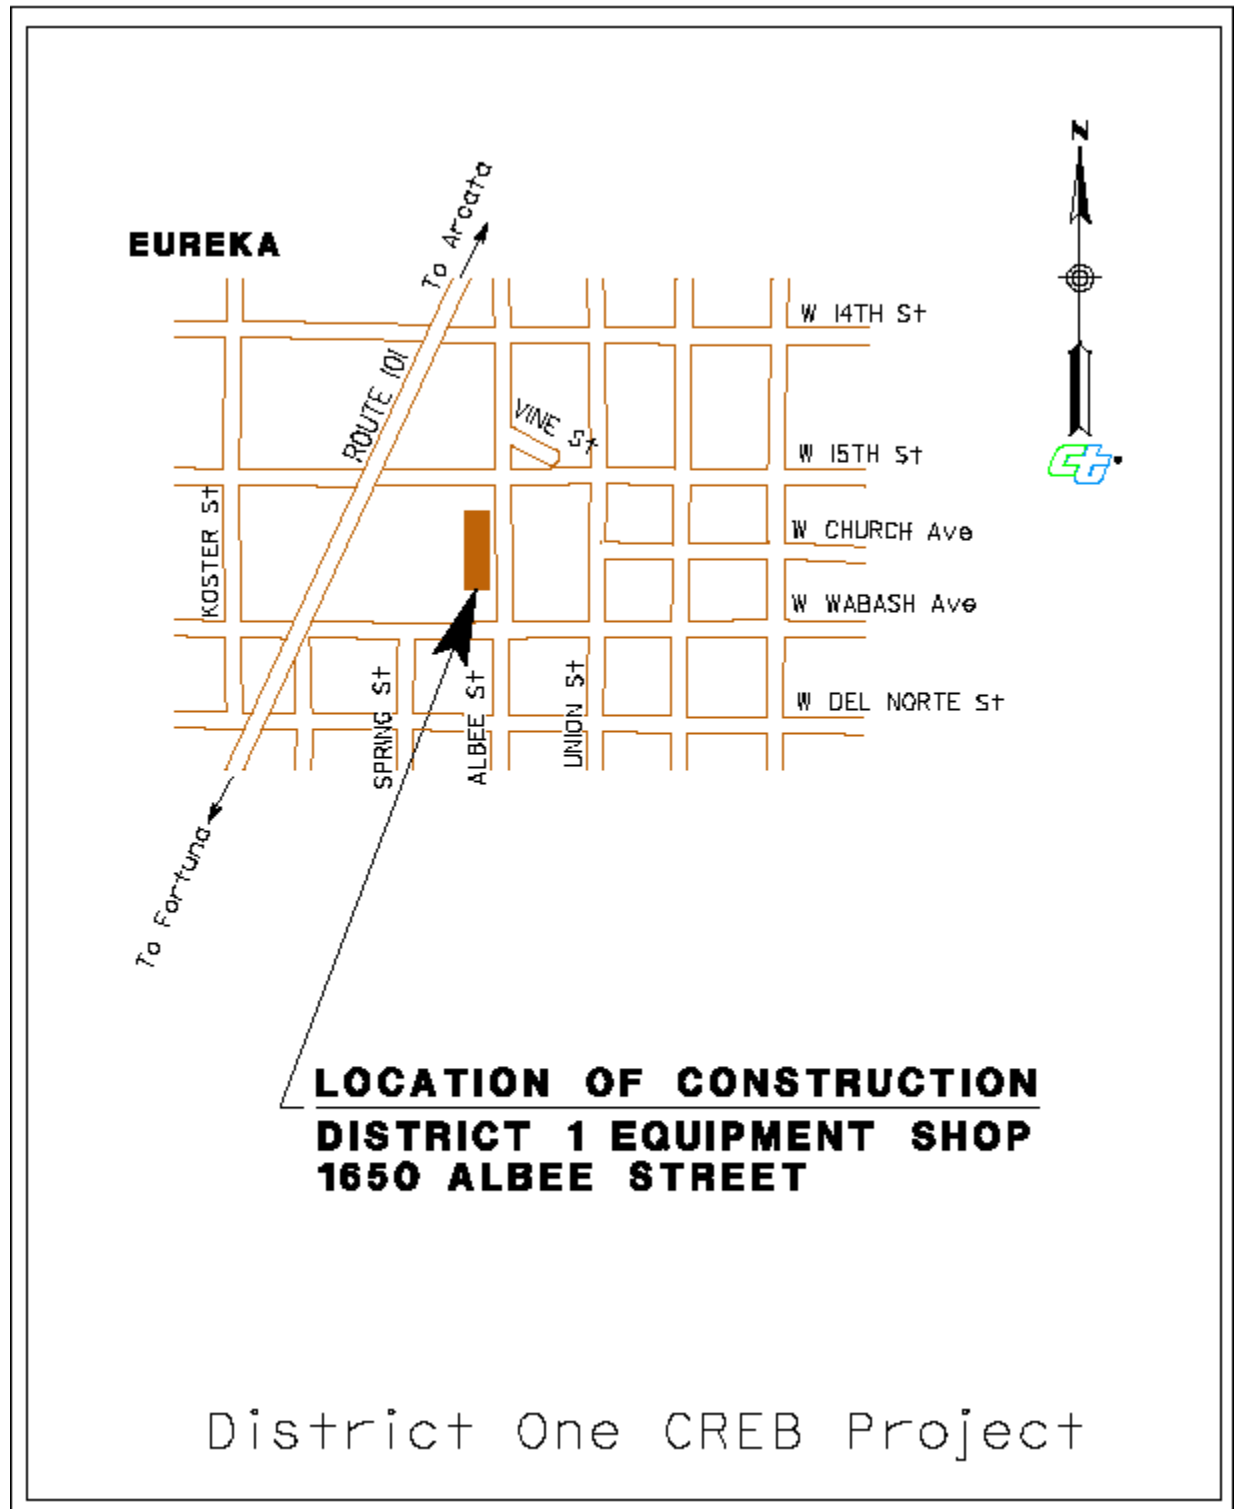 N
To Arcata
EUREKA
W 14TH St
ROUTE 101
VINE St
W 15TH St
ct
KOSTER St
W CHURCH Ave
W WABASH Ave
SPRING St
ALBEE St
UNION St
W DEL NORTE St
To Fortuna
LOCATION OF CONSTRUCTION
DISTRICT 1 EQUIPMENT SHOP
1650 ALBEE STREET
District One CREB Project